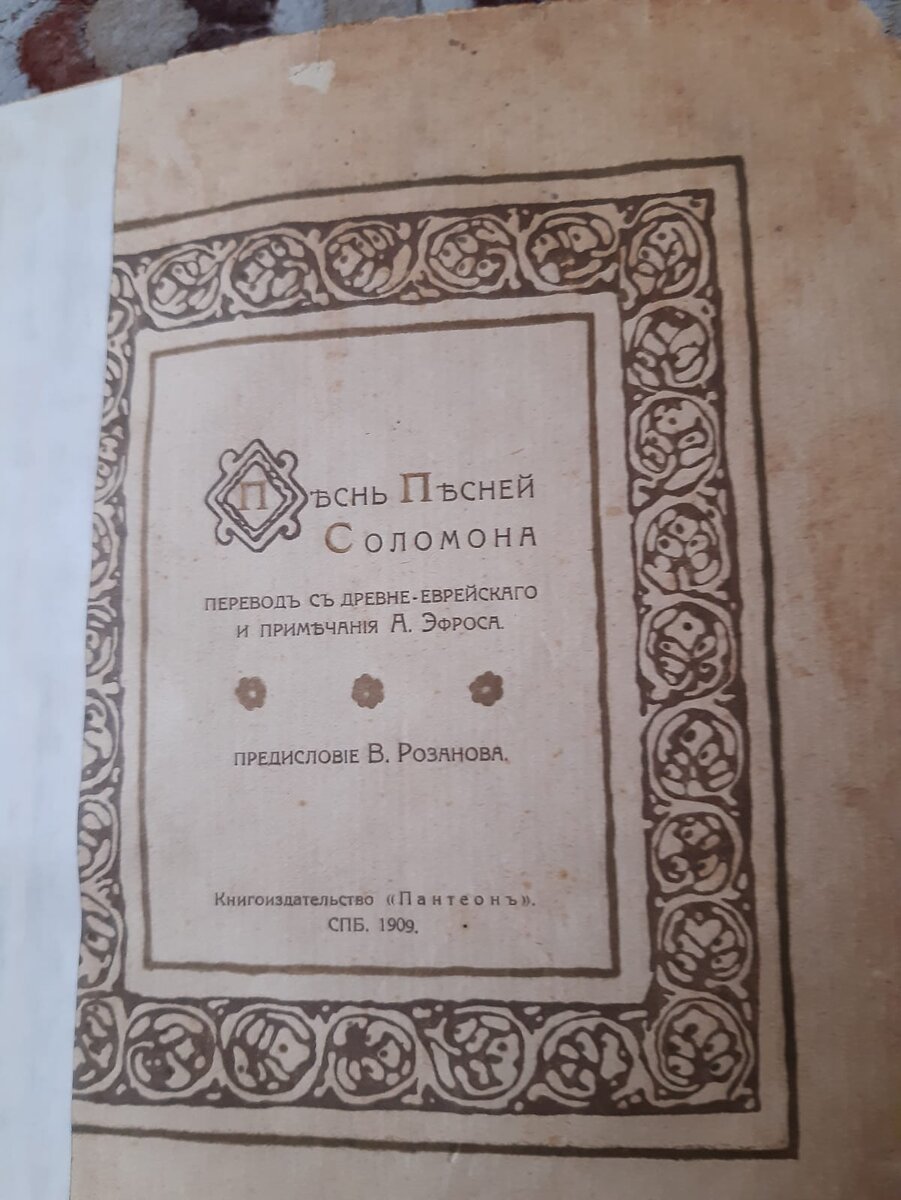 Пѣснь Пѣсней
Соломона
переводъ съ древне-еврейскаго
и примѣчанія А. Эфроса.
предисловіе В. Розанова.
Книгоиздательство «Пантеонъ».
СПБ. 1909.